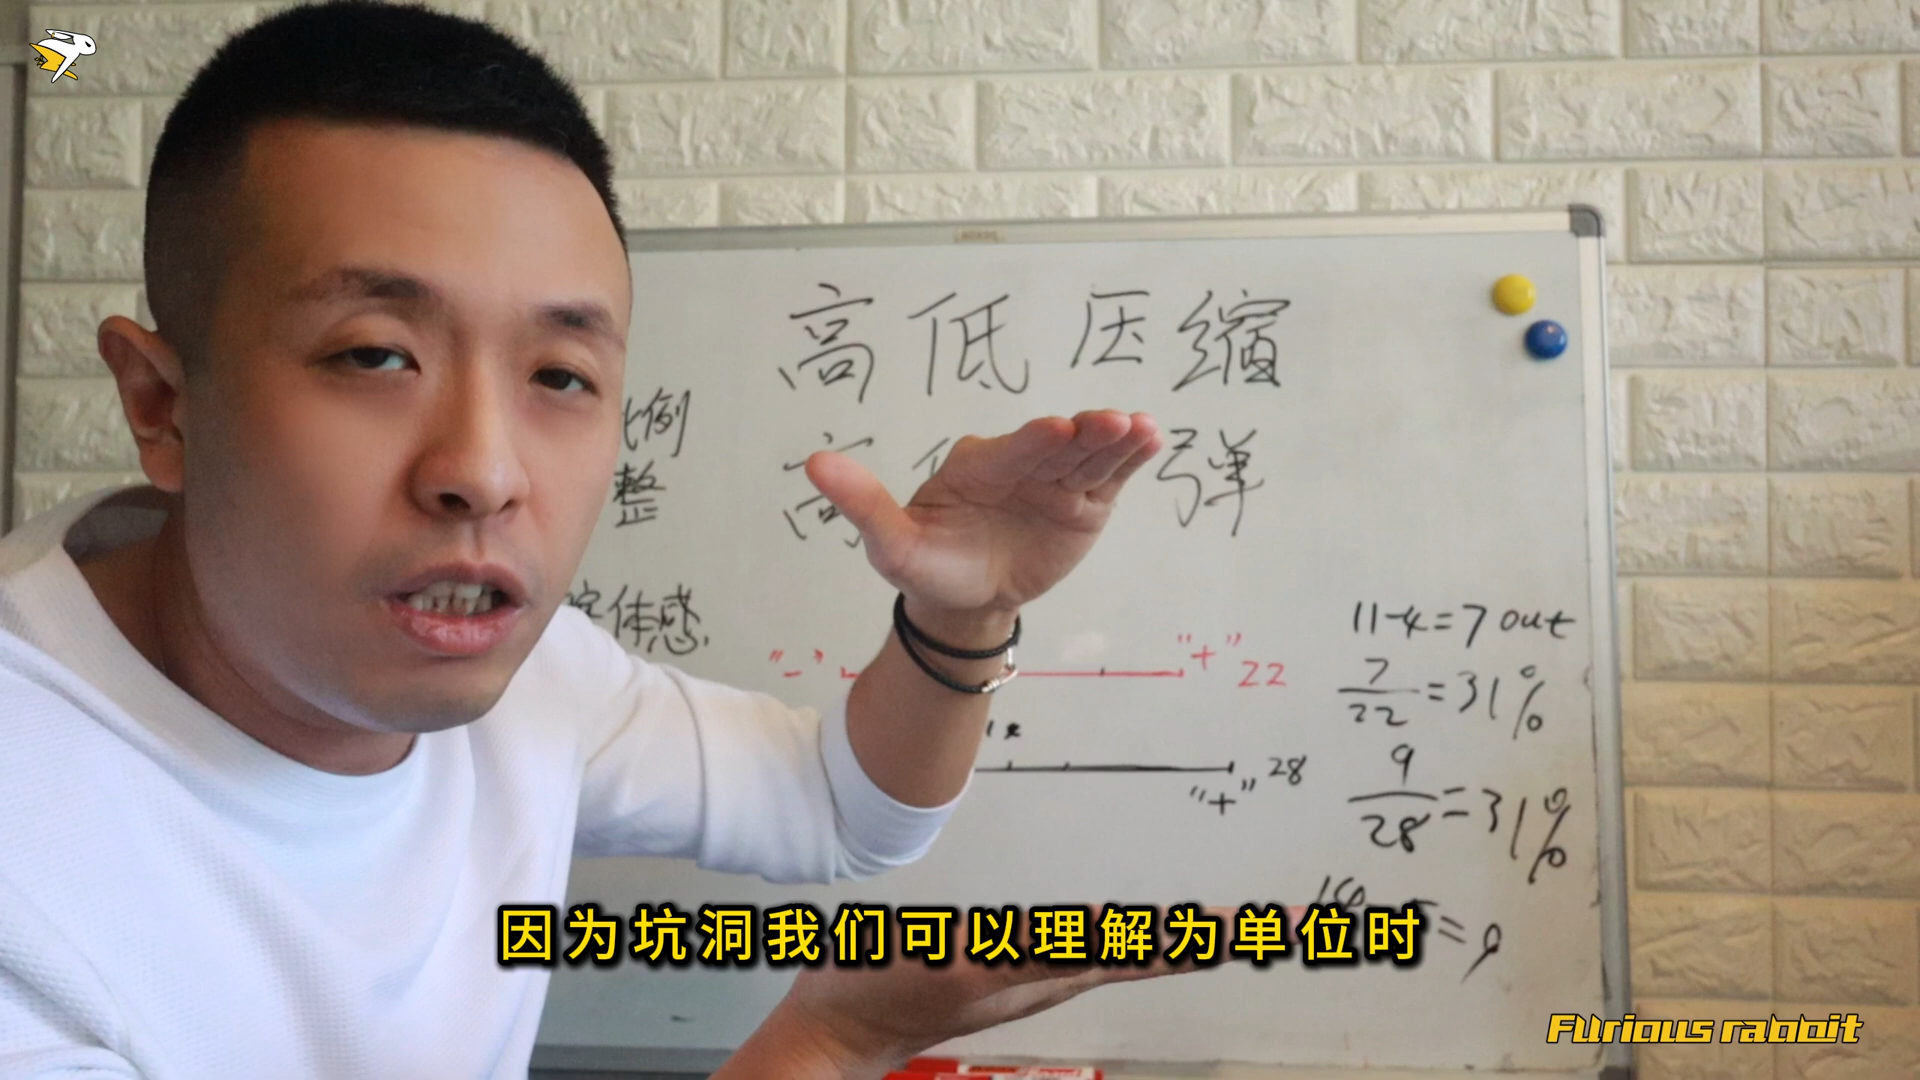 高低压缩
例
弹
整
体感
11-4=7 out
"-"
"+" 22
7/22=31%
28
"+"
9/28=31%
=9
因为坑洞我们可以理解为单位时
Furious rabbit